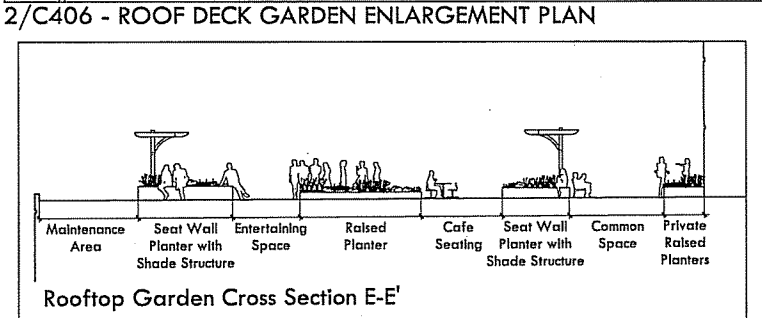 2/C406 - ROOF DECK GARDEN ENLARGEMENT PLAN
Maintenance
Area
Seat Wall
Planter with
Shade Structure
Entertaining
Space
Raised
Planter
Cafe
Seating
Seat Wall
Planter with
Shade Structure
Common
Space
Private
Raised
Planters
Rooftop Garden Cross Section E-E'